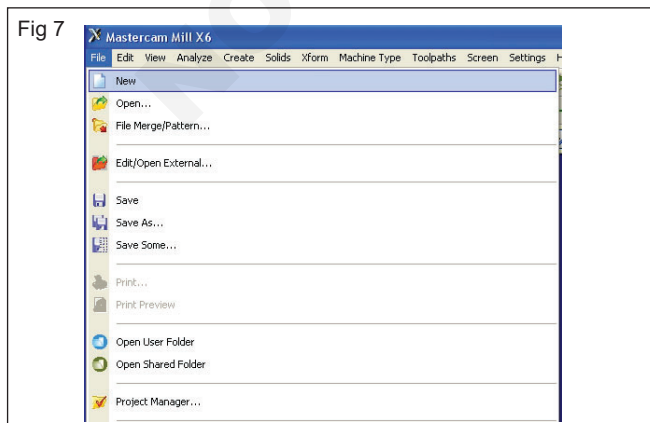 Fig 7
Mastercam Mill X6
File Edit View Analyze Create Solids Xform Machine Type Toolpaths Screen Settings
New
Open...
File Merge/Pattern...
Edit/Open External...
Save
Save As...
Save Some...
Print...
Print Preview
Open User Folder
Open Shared Folder
Project Manager...